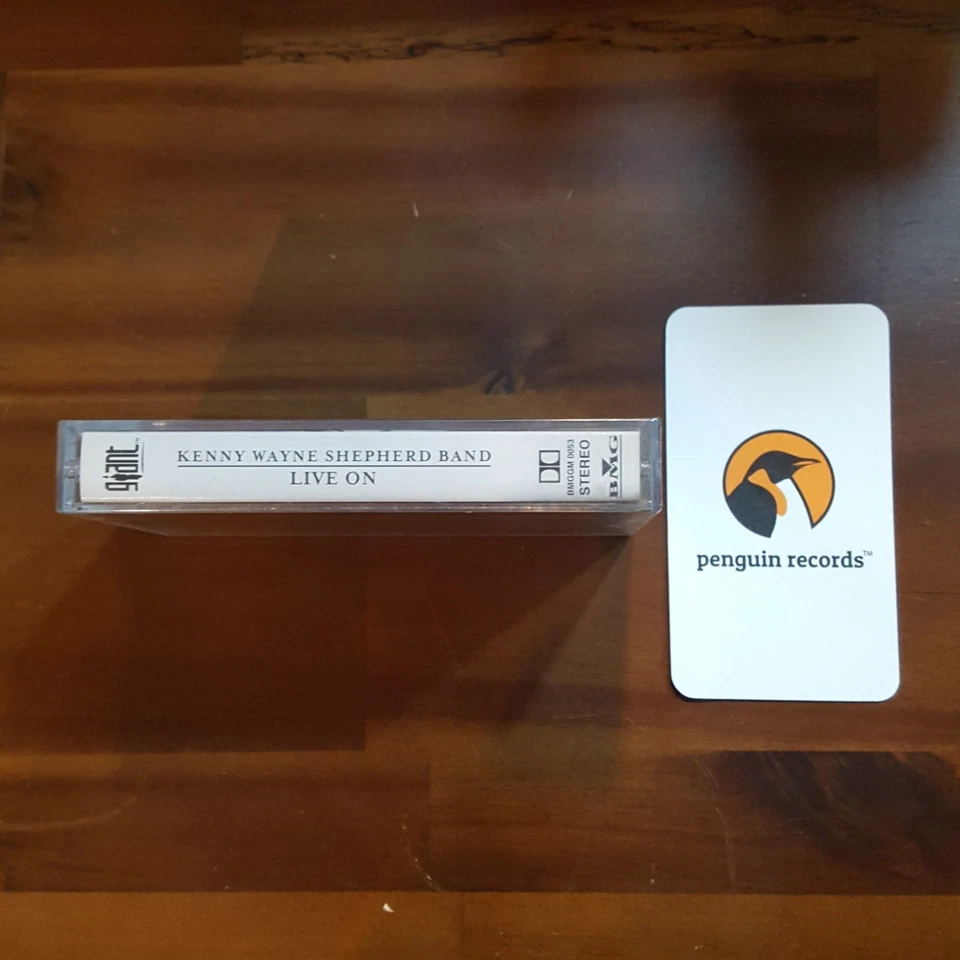 giant
KENNY WAYNE SHEPHERD BAND
LIVE ON
BMGGM 0053
STEREO
BMG
penguin records™